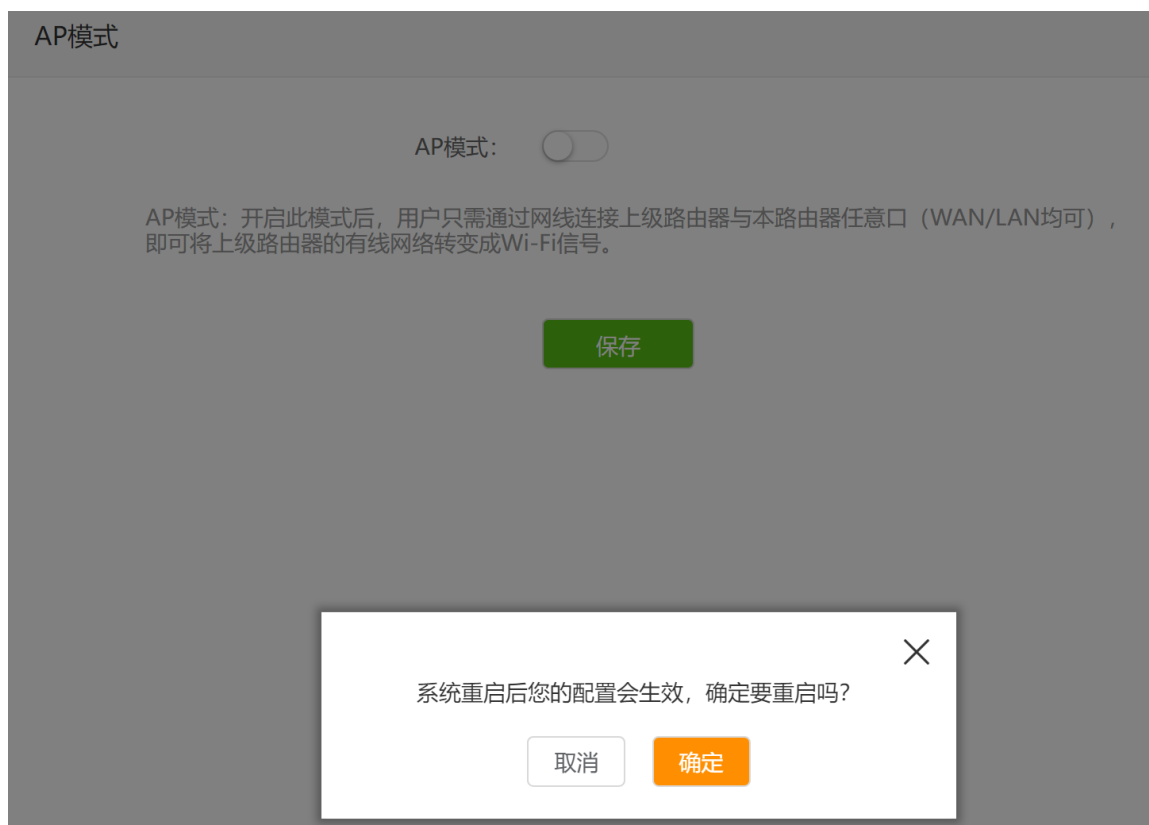 AP模式
AP模式：
AP模式：开启此模式后，用户只需通过网线连接上级路由器与本路由器任意口（WAN/LAN均可），
即可将上级路由器的有线网络转变成Wi-Fi信号。
保存
系统重启后您的配置会生效，确定要重启吗？
取消
确定